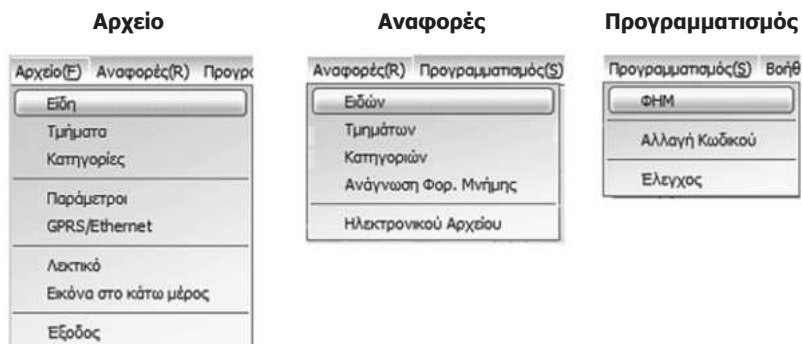 Αρχείο
Αρχείο(F) Αναφορές(R) Προγρ
Είδη
Τμήματα
Κατηγορίες
Παράμετροι
GPRS/Ethernet
Λεκτικό
Εικόνα στο κάτω μέρος
Έξοδος
Αναφορές
Αναφορές(R) Προγραμματισμός(S)
Ειδών
Τμημάτων
Κατηγοριών
Ανάγνωση Φορ. Μνήμης
Ηλεκτρονικού Αρχείου
Προγραμματισμός
Προγραμματισμός(S) Βοήθ
ΦΗΜ
Αλλαγή Κωδικού
Έλεγχος